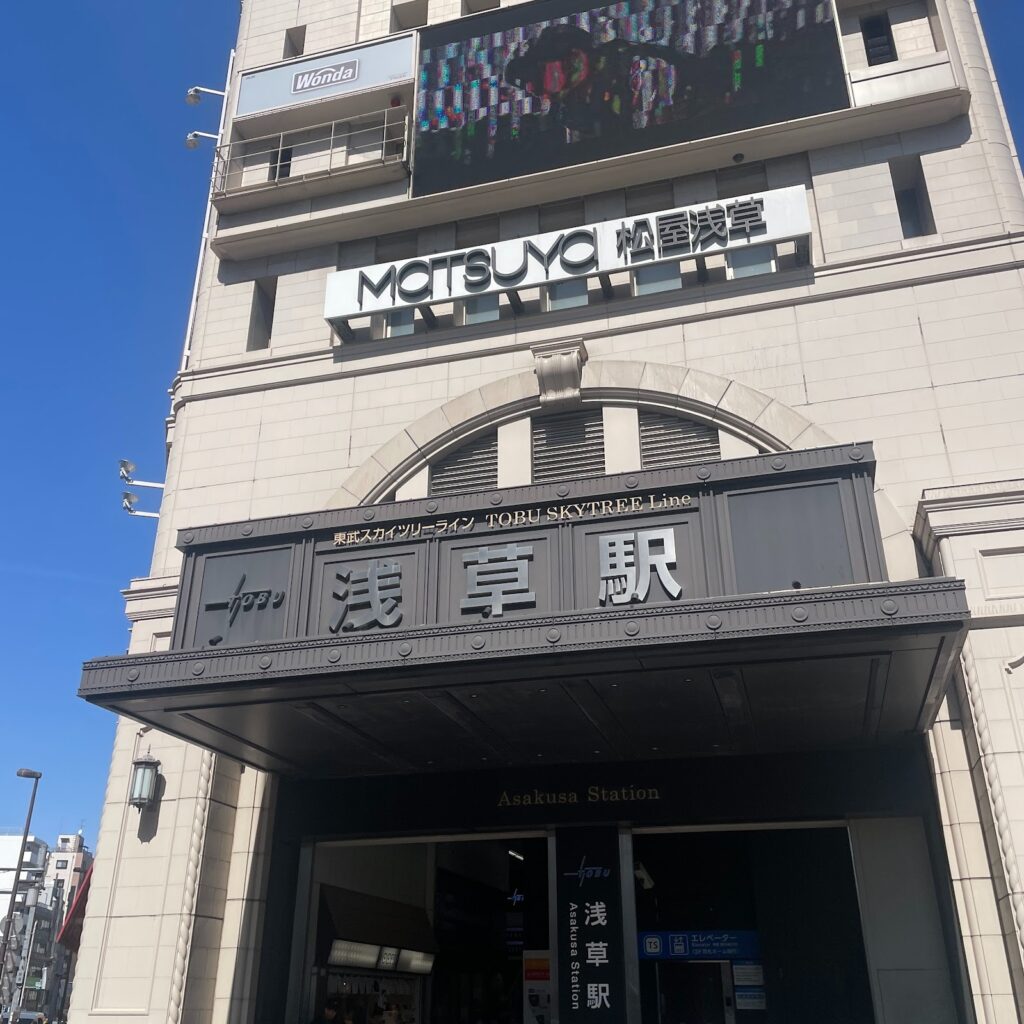 Wonda
MATSUYA 松屋浅草
東武スカイツリーライン TOBU SKYTREE Line
TOBU
浅草駅
Asakusa Station
TOBU
浅草駅
Asakusa Station
TS
エレベーター